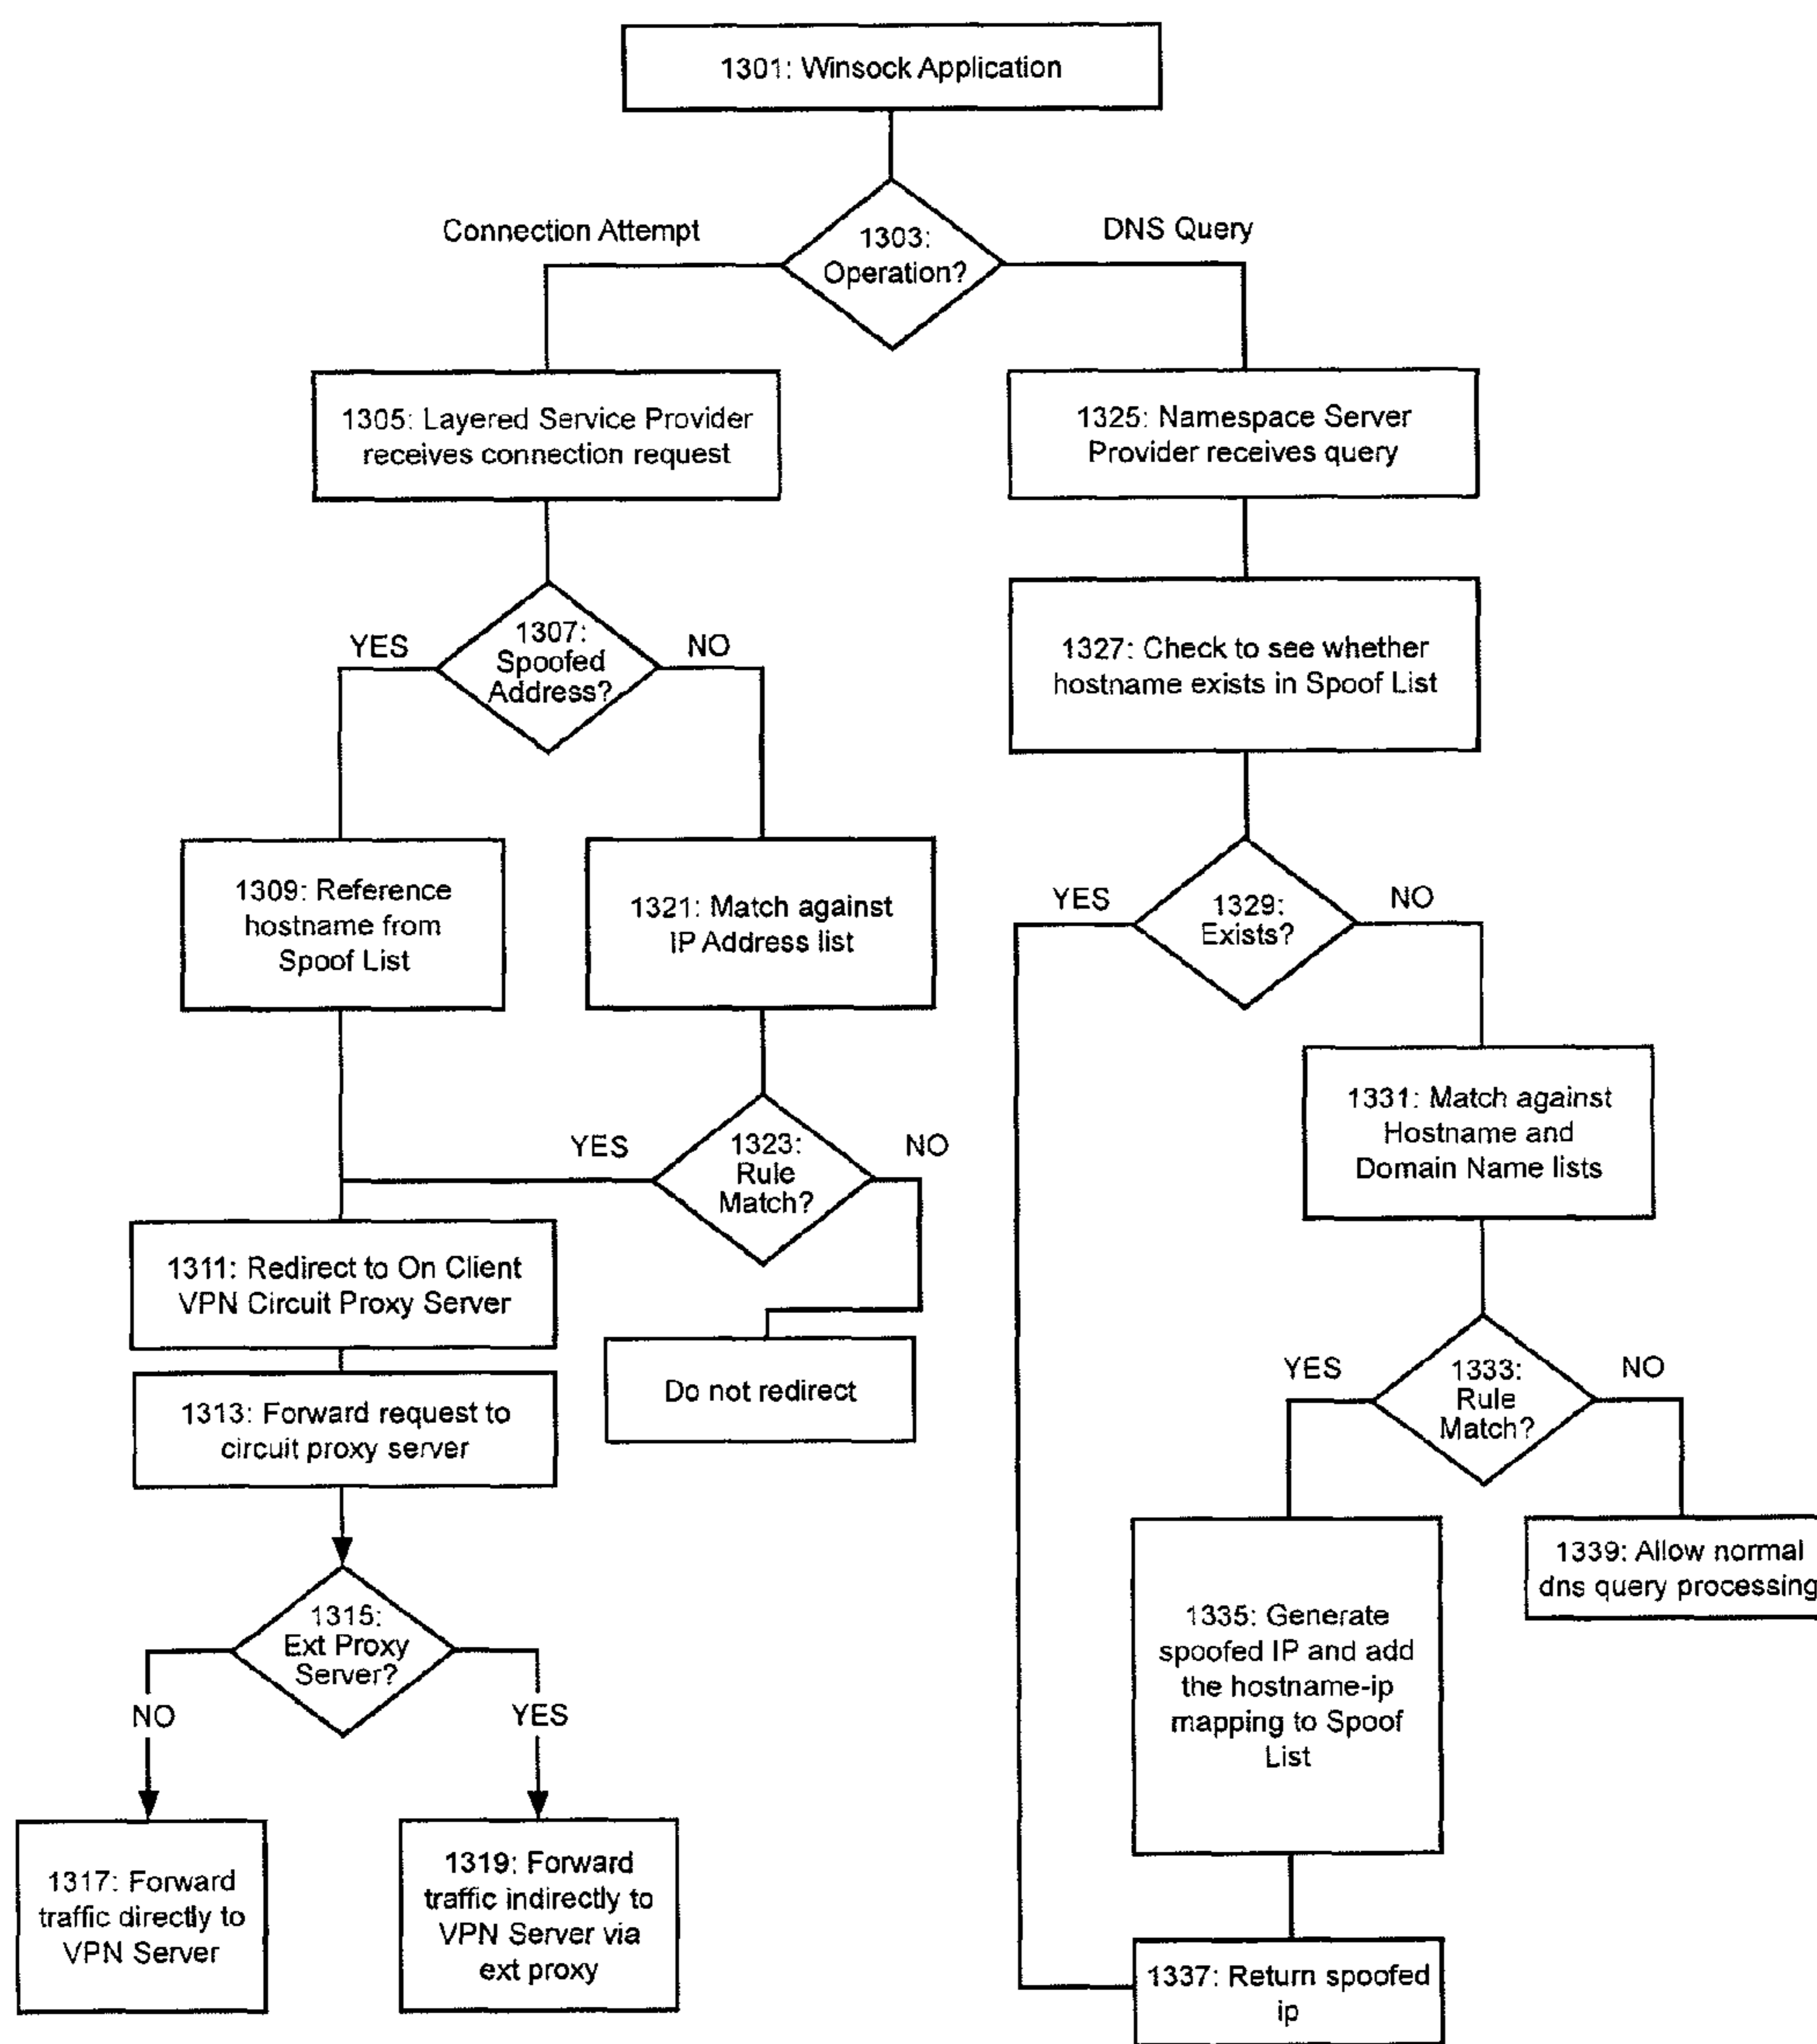 1301: Winsock Application
Connection Attempt
1303:
Operation?
DNS Query
1305: Layered Service Provider
receives connection request
1325: Namespace Server
Provider receives query
YES
1307:
Spoofed
Address?
NO
1327: Check to see whether
hostname exists in Spoof List
1309: Reference
hostname from
Spoof List
1321: Match against
IP Address list
YES
1329:
Exists?
NO
1331: Match against
Hostname and
Domain Name lists
YES
1323:
Rule
Match?
NO
1311: Redirect to On Client
VPN Circuit Proxy Server
Do not redirect
1313: Forward request to
circuit proxy server
YES
1333:
Rule
Match?
NO
1335: Generate
spoofed IP and add
the hostname-ip
mapping to Spoof
List
1339: Allow normal
dns query processing
1315:
Ext Proxy
Server?
NO
YES
1317: Forward
traffic directly to
VPN Server
1319: Forward
traffic indirectly to
VPN Server via
ext proxy
1337: Return spoofed
ip